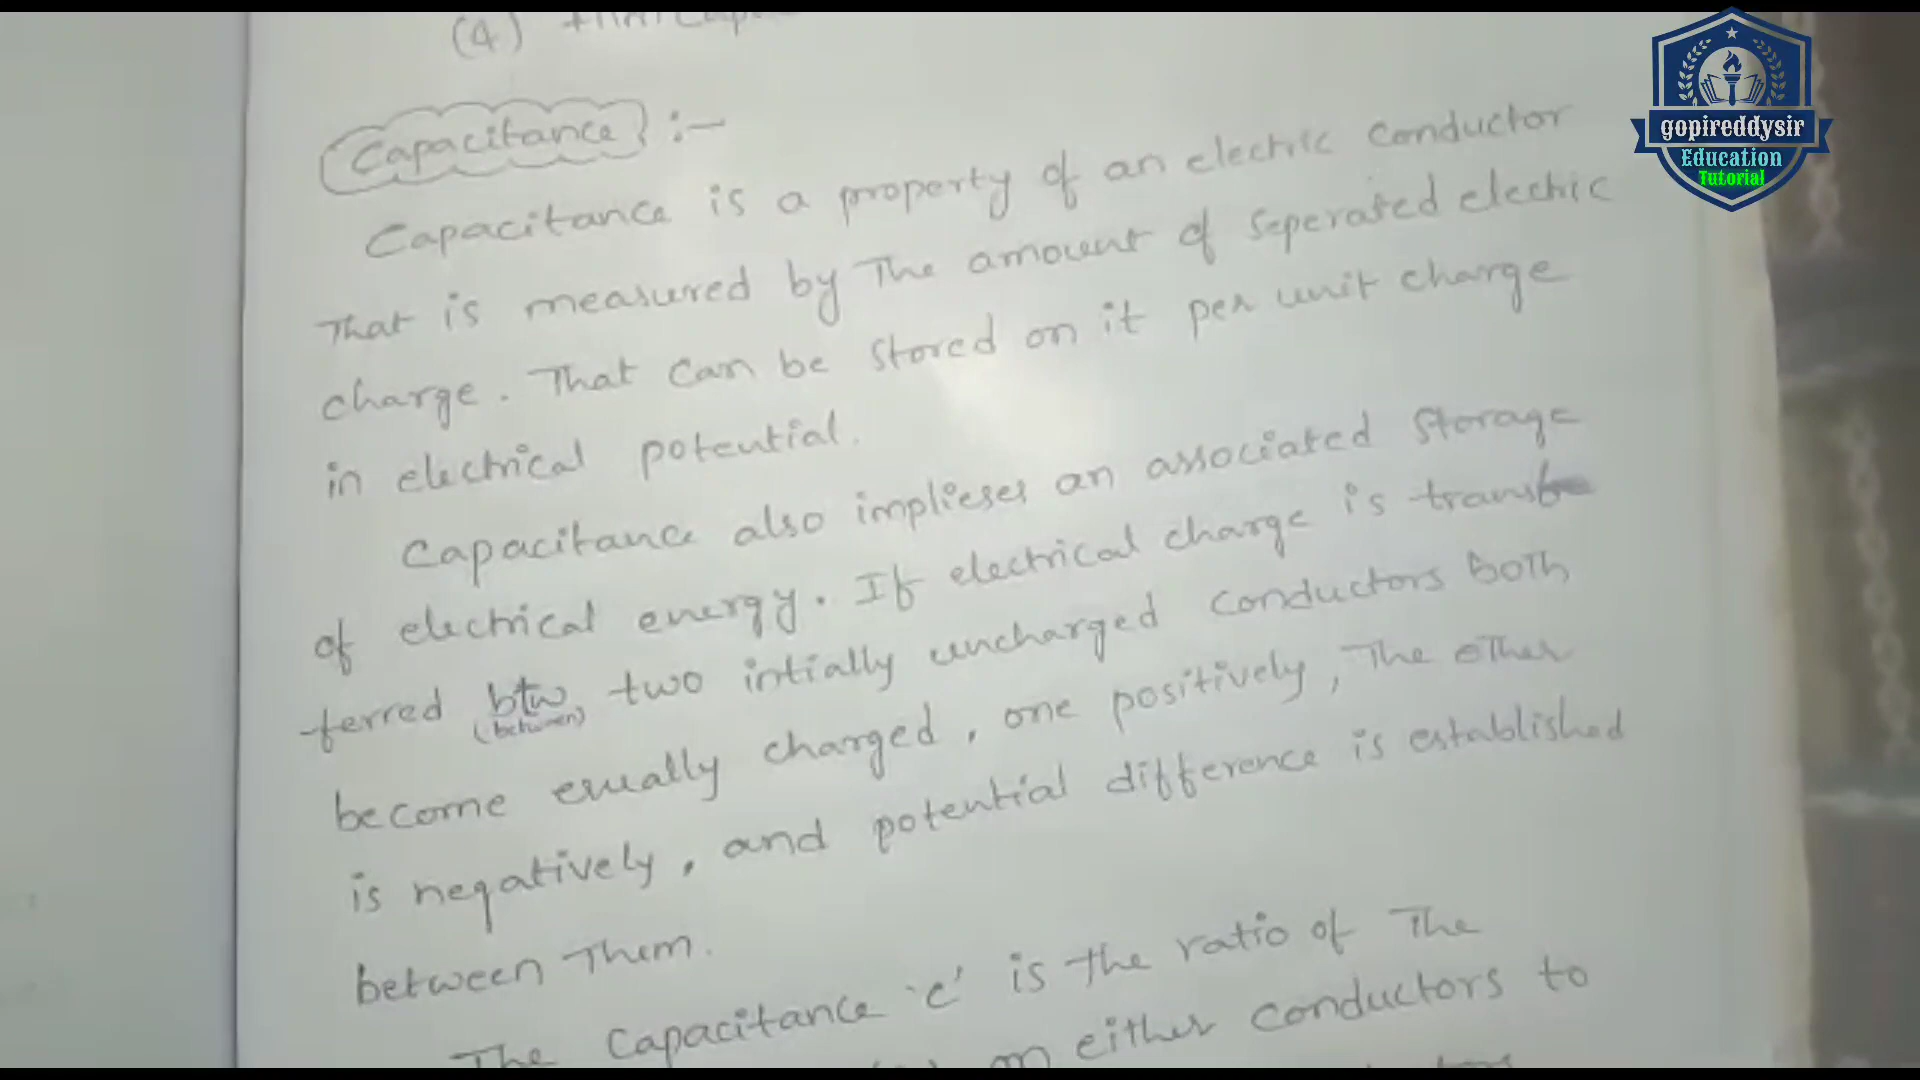 (4)
Capacitance :-
Capacitance is a property of an electric conductor
That is measured by The amount of seperated electric
charge. That can be stored on it per unit charge
in electrical potential.
Capacitance also implieses an associated storage
of electrical energy. If electrical charge is trans
ferred btw two intially uncharged conductors both
(between)
become equally charged, one positively, The other
is negatively, and potential difference is established
between Them.
The Capacitance 'c' is the ratio of The
on either conductors to
gopireddysir
Education
Tutorial